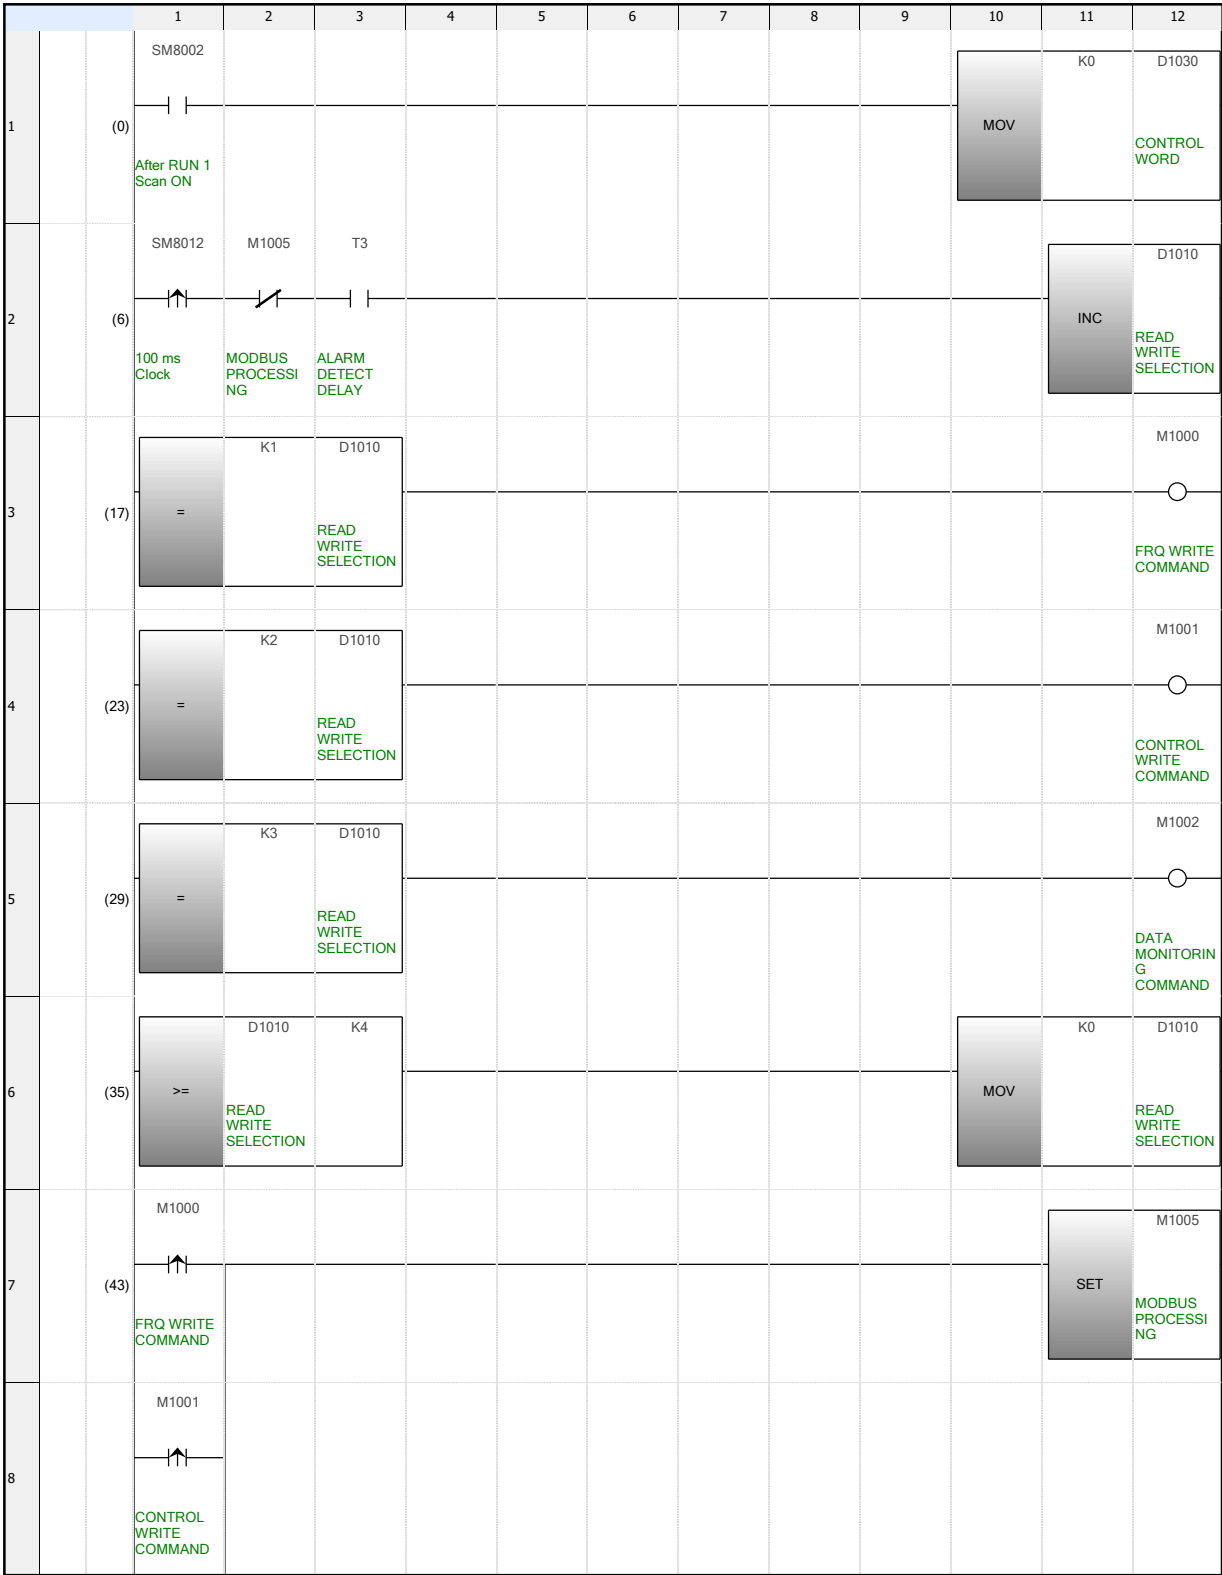 1 2 3 4 5 6 7 8 9 10 11 12
SM8002
K0 D1030
1 (0) MOV
CONTROL
WORD
After RUN 1
Scan ON
SM8012 M1005 T3
D1010
2 (6) INC
READ
WRITE
SELECTION
100 ms
Clock
MODBUS
PROCESSI
NG
ALARM
DETECT
DELAY
K1 D1010
M1000
3 (17) =
READ
WRITE
SELECTION
FRQ WRITE
COMMAND
K2 D1010
M1001
4 (23) =
READ
WRITE
SELECTION
CONTROL
WRITE
COMMAND
K3 D1010
M1002
5 (29) =
READ
WRITE
SELECTION
DATA
MONITORIN
G
COMMAND
D1010 K4
K0 D1010
6 (35) >= MOV
READ
WRITE
SELECTION
READ
WRITE
SELECTION
M1000
M1005
7 (43) SET
FRQ WRITE
COMMAND
MODBUS
PROCESSI
NG
M1001
8
CONTROL
WRITE
COMMAND